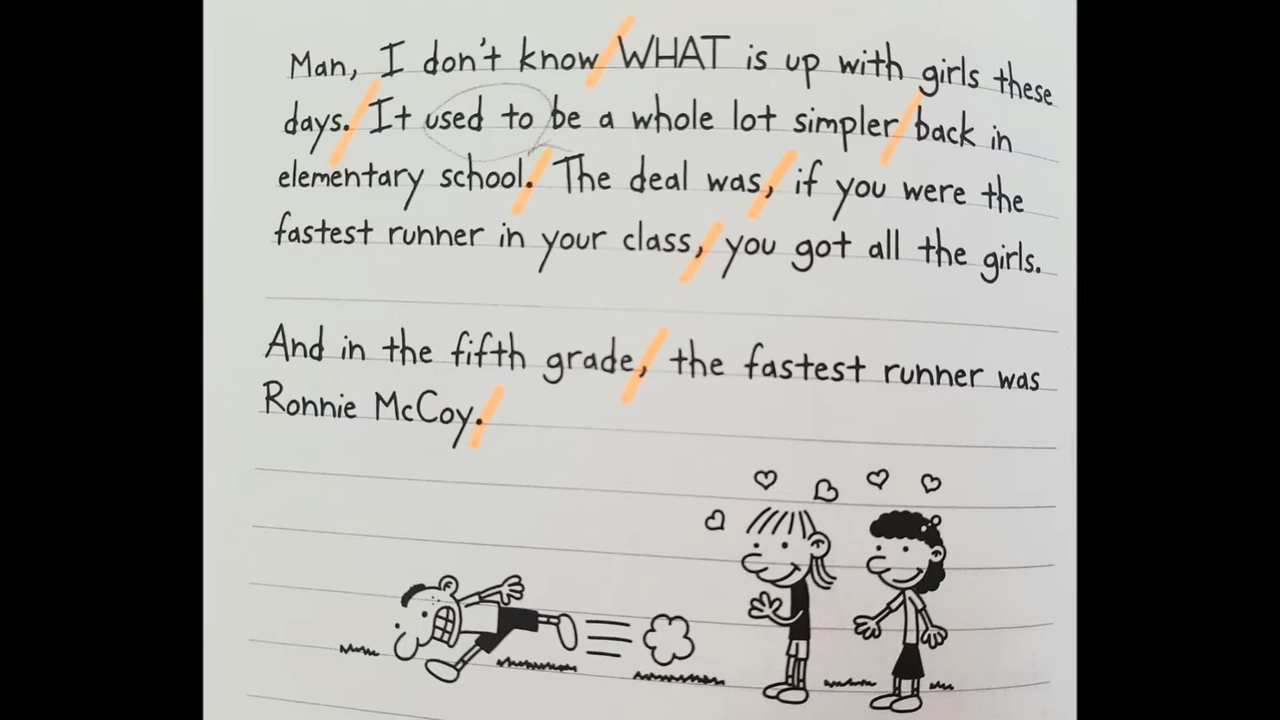 Man, I don't know WHAT is up with girls these
days. It used to be a whole lot simpler back in
elementary school. The deal was, if you were the
fastest runner in your class, you got all the girls.
And in the fifth grade, the fastest runner was
Ronnie McCoy.